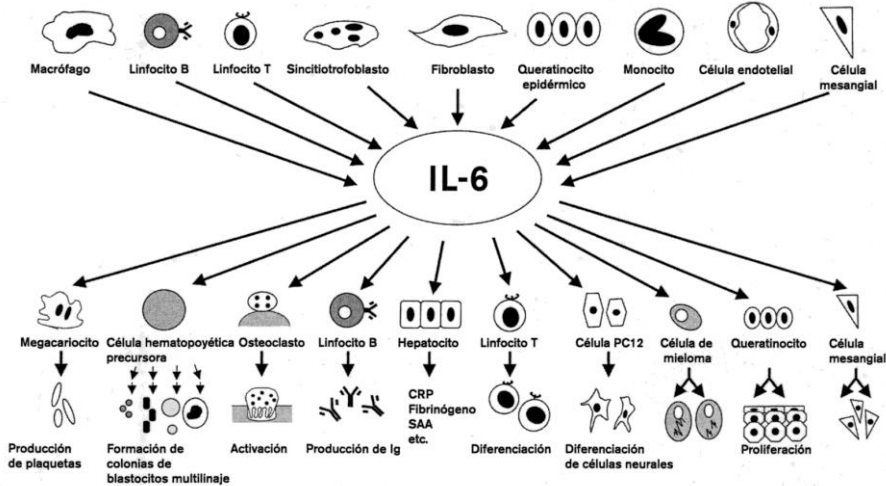 Macrófago
Linfocito B
Linfocito T
Sincitiotrofoblasto
Fibroblasto
Queratinocito
epidérmico
Monocito
Célula endotelial
Célula
mesangial
IL-6
Megacariocito
Célula hematopoyética
precursora
Osteoclasto
Linfocito B
Hepatocito
Linfocito T
Célula PC12
Célula de
mieloma
Queratinocito
Célula
mesangial
CRP
Fibrinógeno
SAA
etc.
Producción
de plaquetas
Formación de
colonias de
blastocitos multilinaje
Activación
Producción de Ig
Diferenciación
Diferenciación
de células neurales
Proliferación